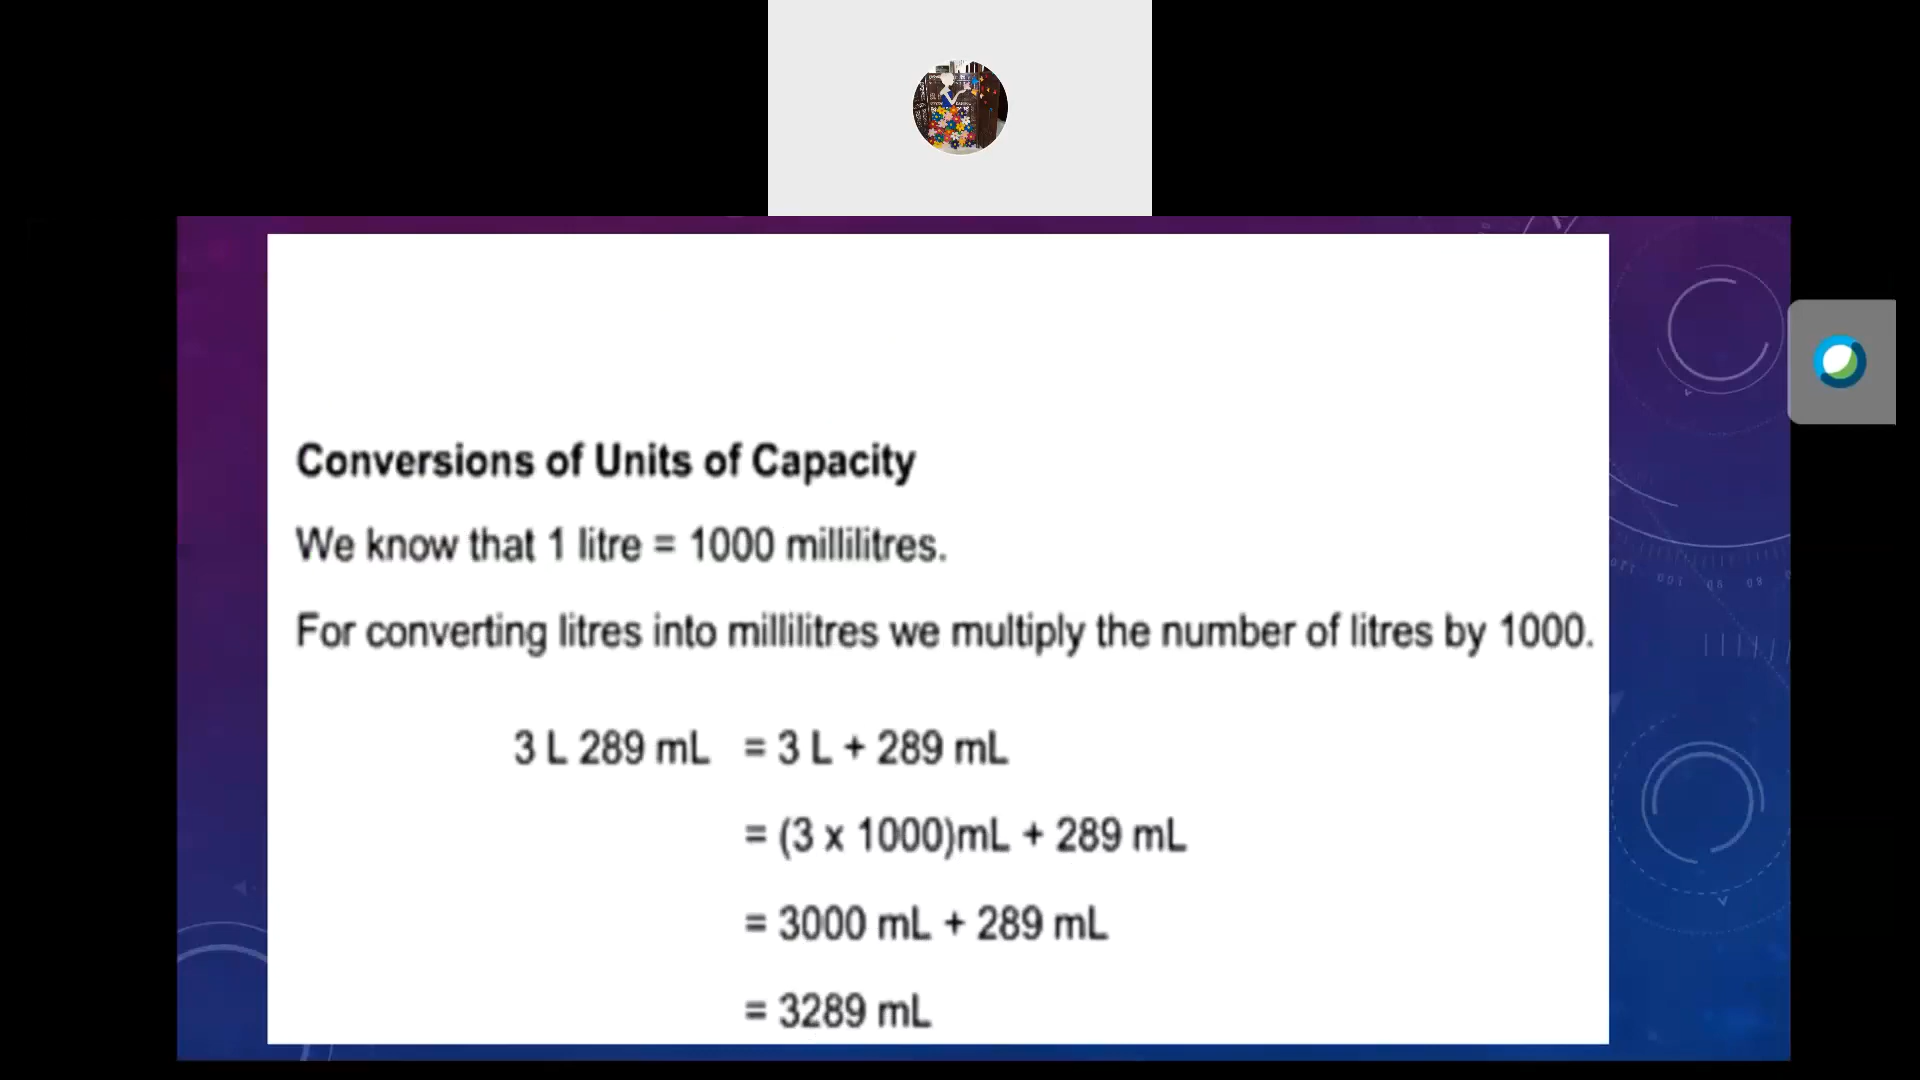 Conversions of Units of Capacity
We know that 1 litre = 1000 millilitres.
For converting litres into millilitres we multiply the number of litres by 1000.
3 L 289 mL = 3 L + 289 mL
= (3 x 1000)mL + 289 mL
= 3000 mL + 289 mL
= 3289 mL